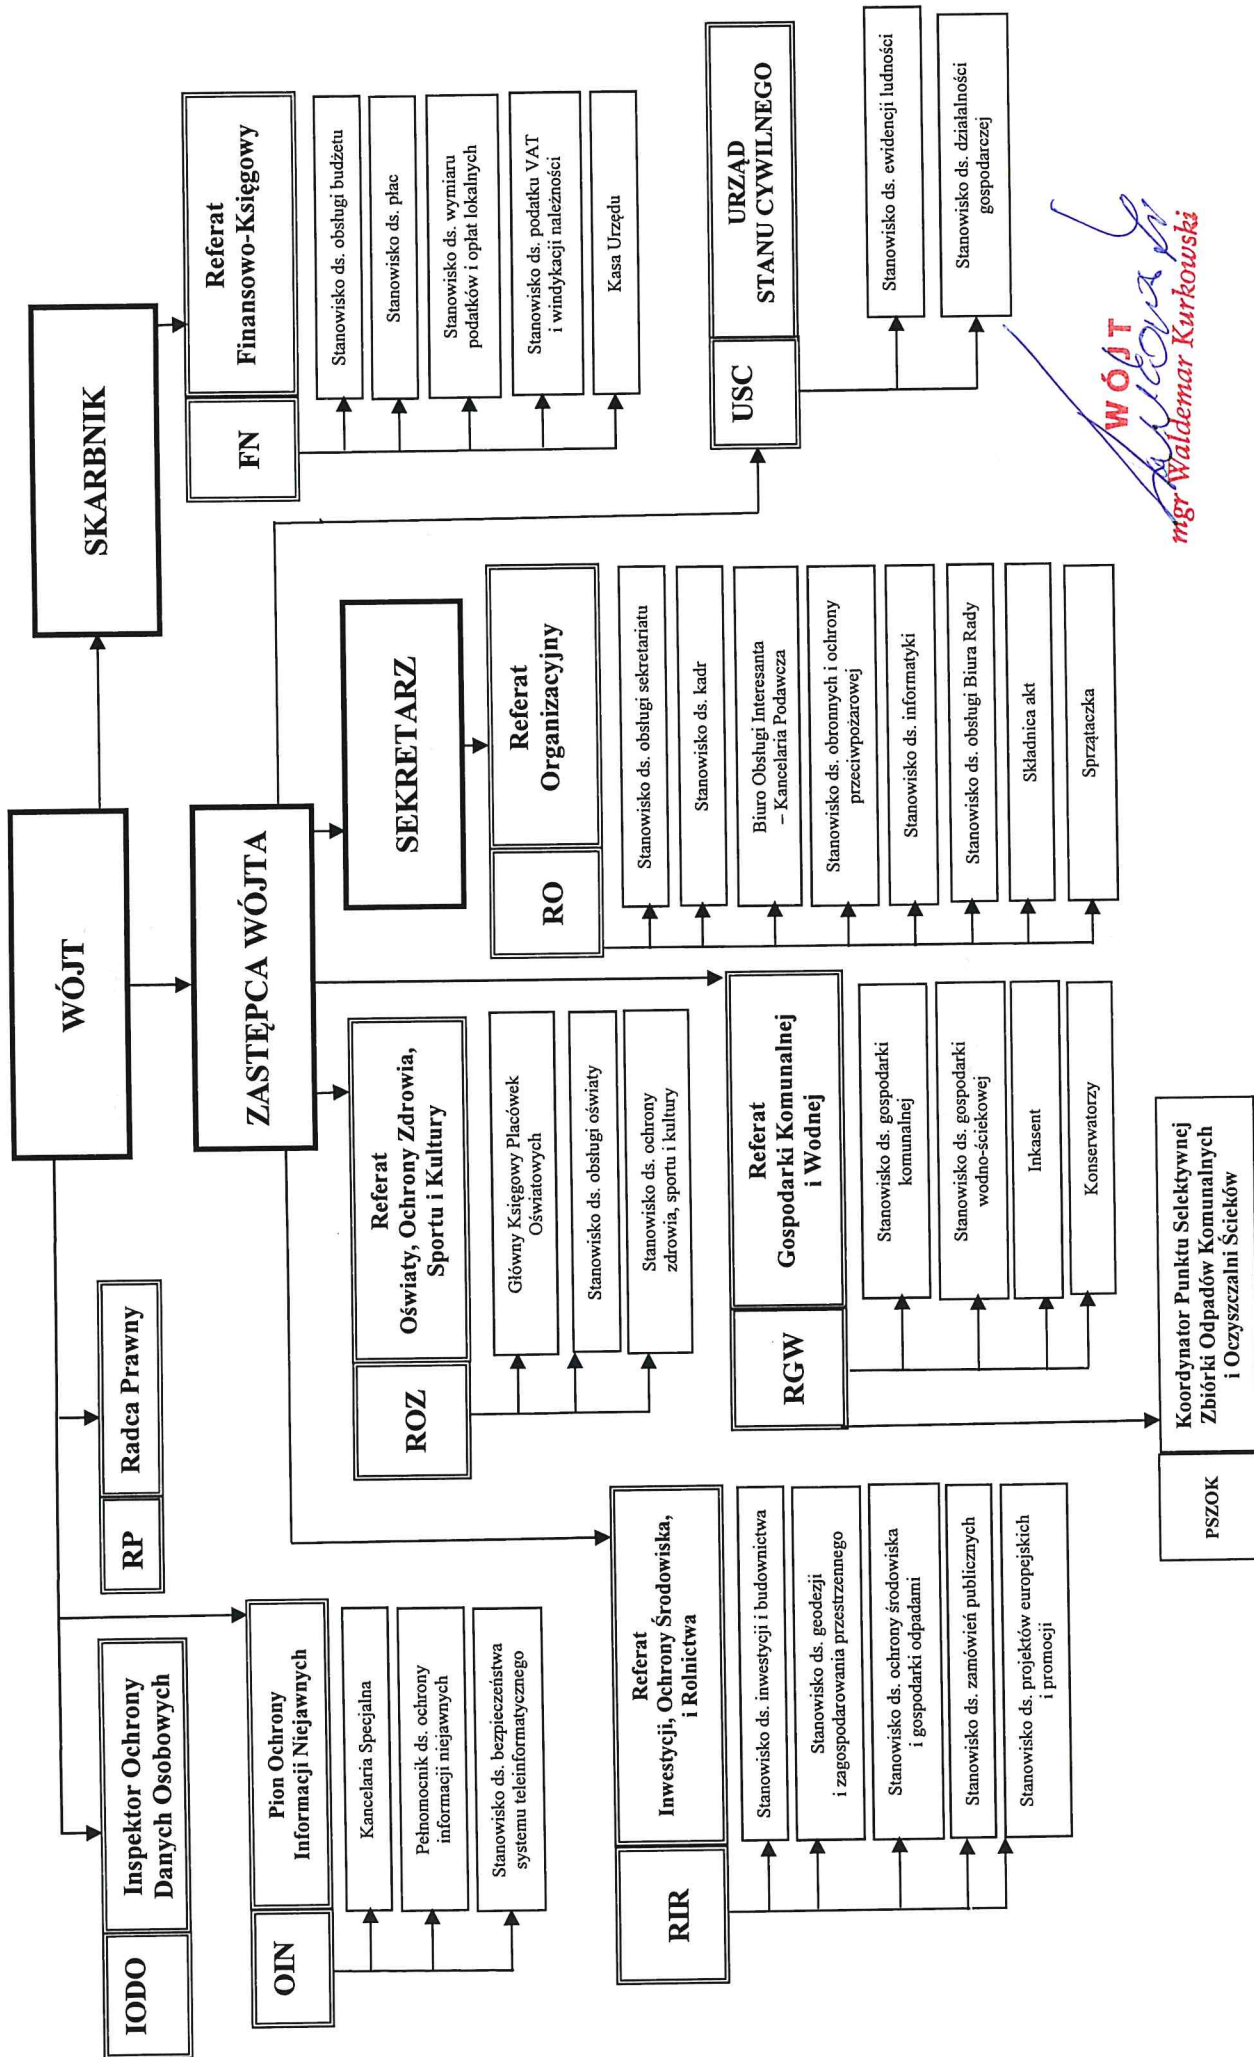 WÓJT
SKARBNIK
ZASTĘPCA WÓJTA
SEKRETARZ
IODO
Inspektor Ochrony
Danych Osobowych
RP
Radca Prawny
OIN
Pion Ochrony
Informacji Niejawnych
Kancelaria Specjalna
Pełnomocnik ds. ochrony
informacji niejawnych
Stanowisko ds. bezpieczeństwa
systemu teleinformatycznego
ROZ
Referat
Oświaty, Ochrony Zdrowia,
Sportu i Kultury
Główny Księgowy Placówek
Oświatowych
Stanowisko ds. obsługi oświaty
Stanowisko ds. ochrony
zdrowia, sportu i kultury
RO
Referat
Organizacyjny
Stanowisko ds. obsługi sekretariatu
Stanowisko ds. kadr
Biuro Obsługi Interesanta
– Kancelaria Podawcza
Stanowisko ds. obronnych i ochrony
przeciwpożarowej
Stanowisko ds. informatyki
Stanowisko ds. obsługi Biura Rady
Składnica akt
Sprzątaczka
FN
Referat
Finansowo-Księgowy
Stanowisko ds. obsługi budżetu
Stanowisko ds. płac
Stanowisko ds. wymiaru
podatków i opłat lokalnych
Stanowisko ds. podatku VAT
i windykacji należności
Kasa Urzędu
RIR
Referat
Inwestycji, Ochrony Środowiska,
i Rolnictwa
Stanowisko ds. inwestycji i budownictwa
Stanowisko ds. geodezji
i zagospodarowania przestrzennego
Stanowisko ds. ochrony środowiska
i gospodarki odpadami
Stanowisko ds. zamówień publicznych
Stanowisko ds. projektów europejskich
i promocji
RGW
Referat
Gospodarki Komunalnej
i Wodnej
Stanowisko ds. gospodarki
komunalnej
Stanowisko ds. gospodarki
wodno-ściekowej
Inkasent
Konserwatorzy
USC
URZĄD
STANU CYWILNEGO
Stanowisko ds. ewidencji ludności
Stanowisko ds. działalności
gospodarczej
PSZOK
Koordynator Punktu Selektywnej
Zbiórki Odpadów Komunalnych
i Oczyszczalni Ścieków
WÓJT
mgr Waldemar Kurkowski